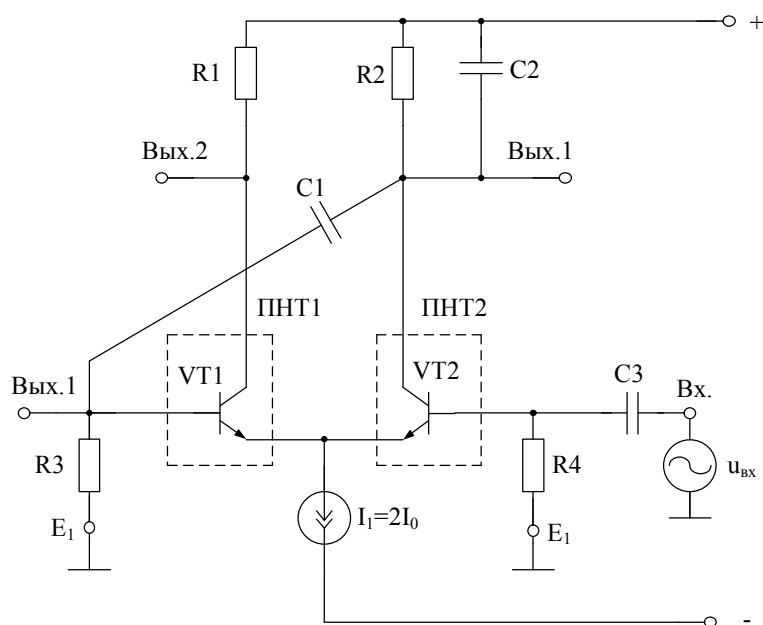 +
R1
R2
C2
Вых.2
Вых.1
C1
ПНТ1
ПНТ2
VT1
VT2
Вых.1
C3
Вх.
R3
R4
uвх
E1
I1=2I0
E1
-